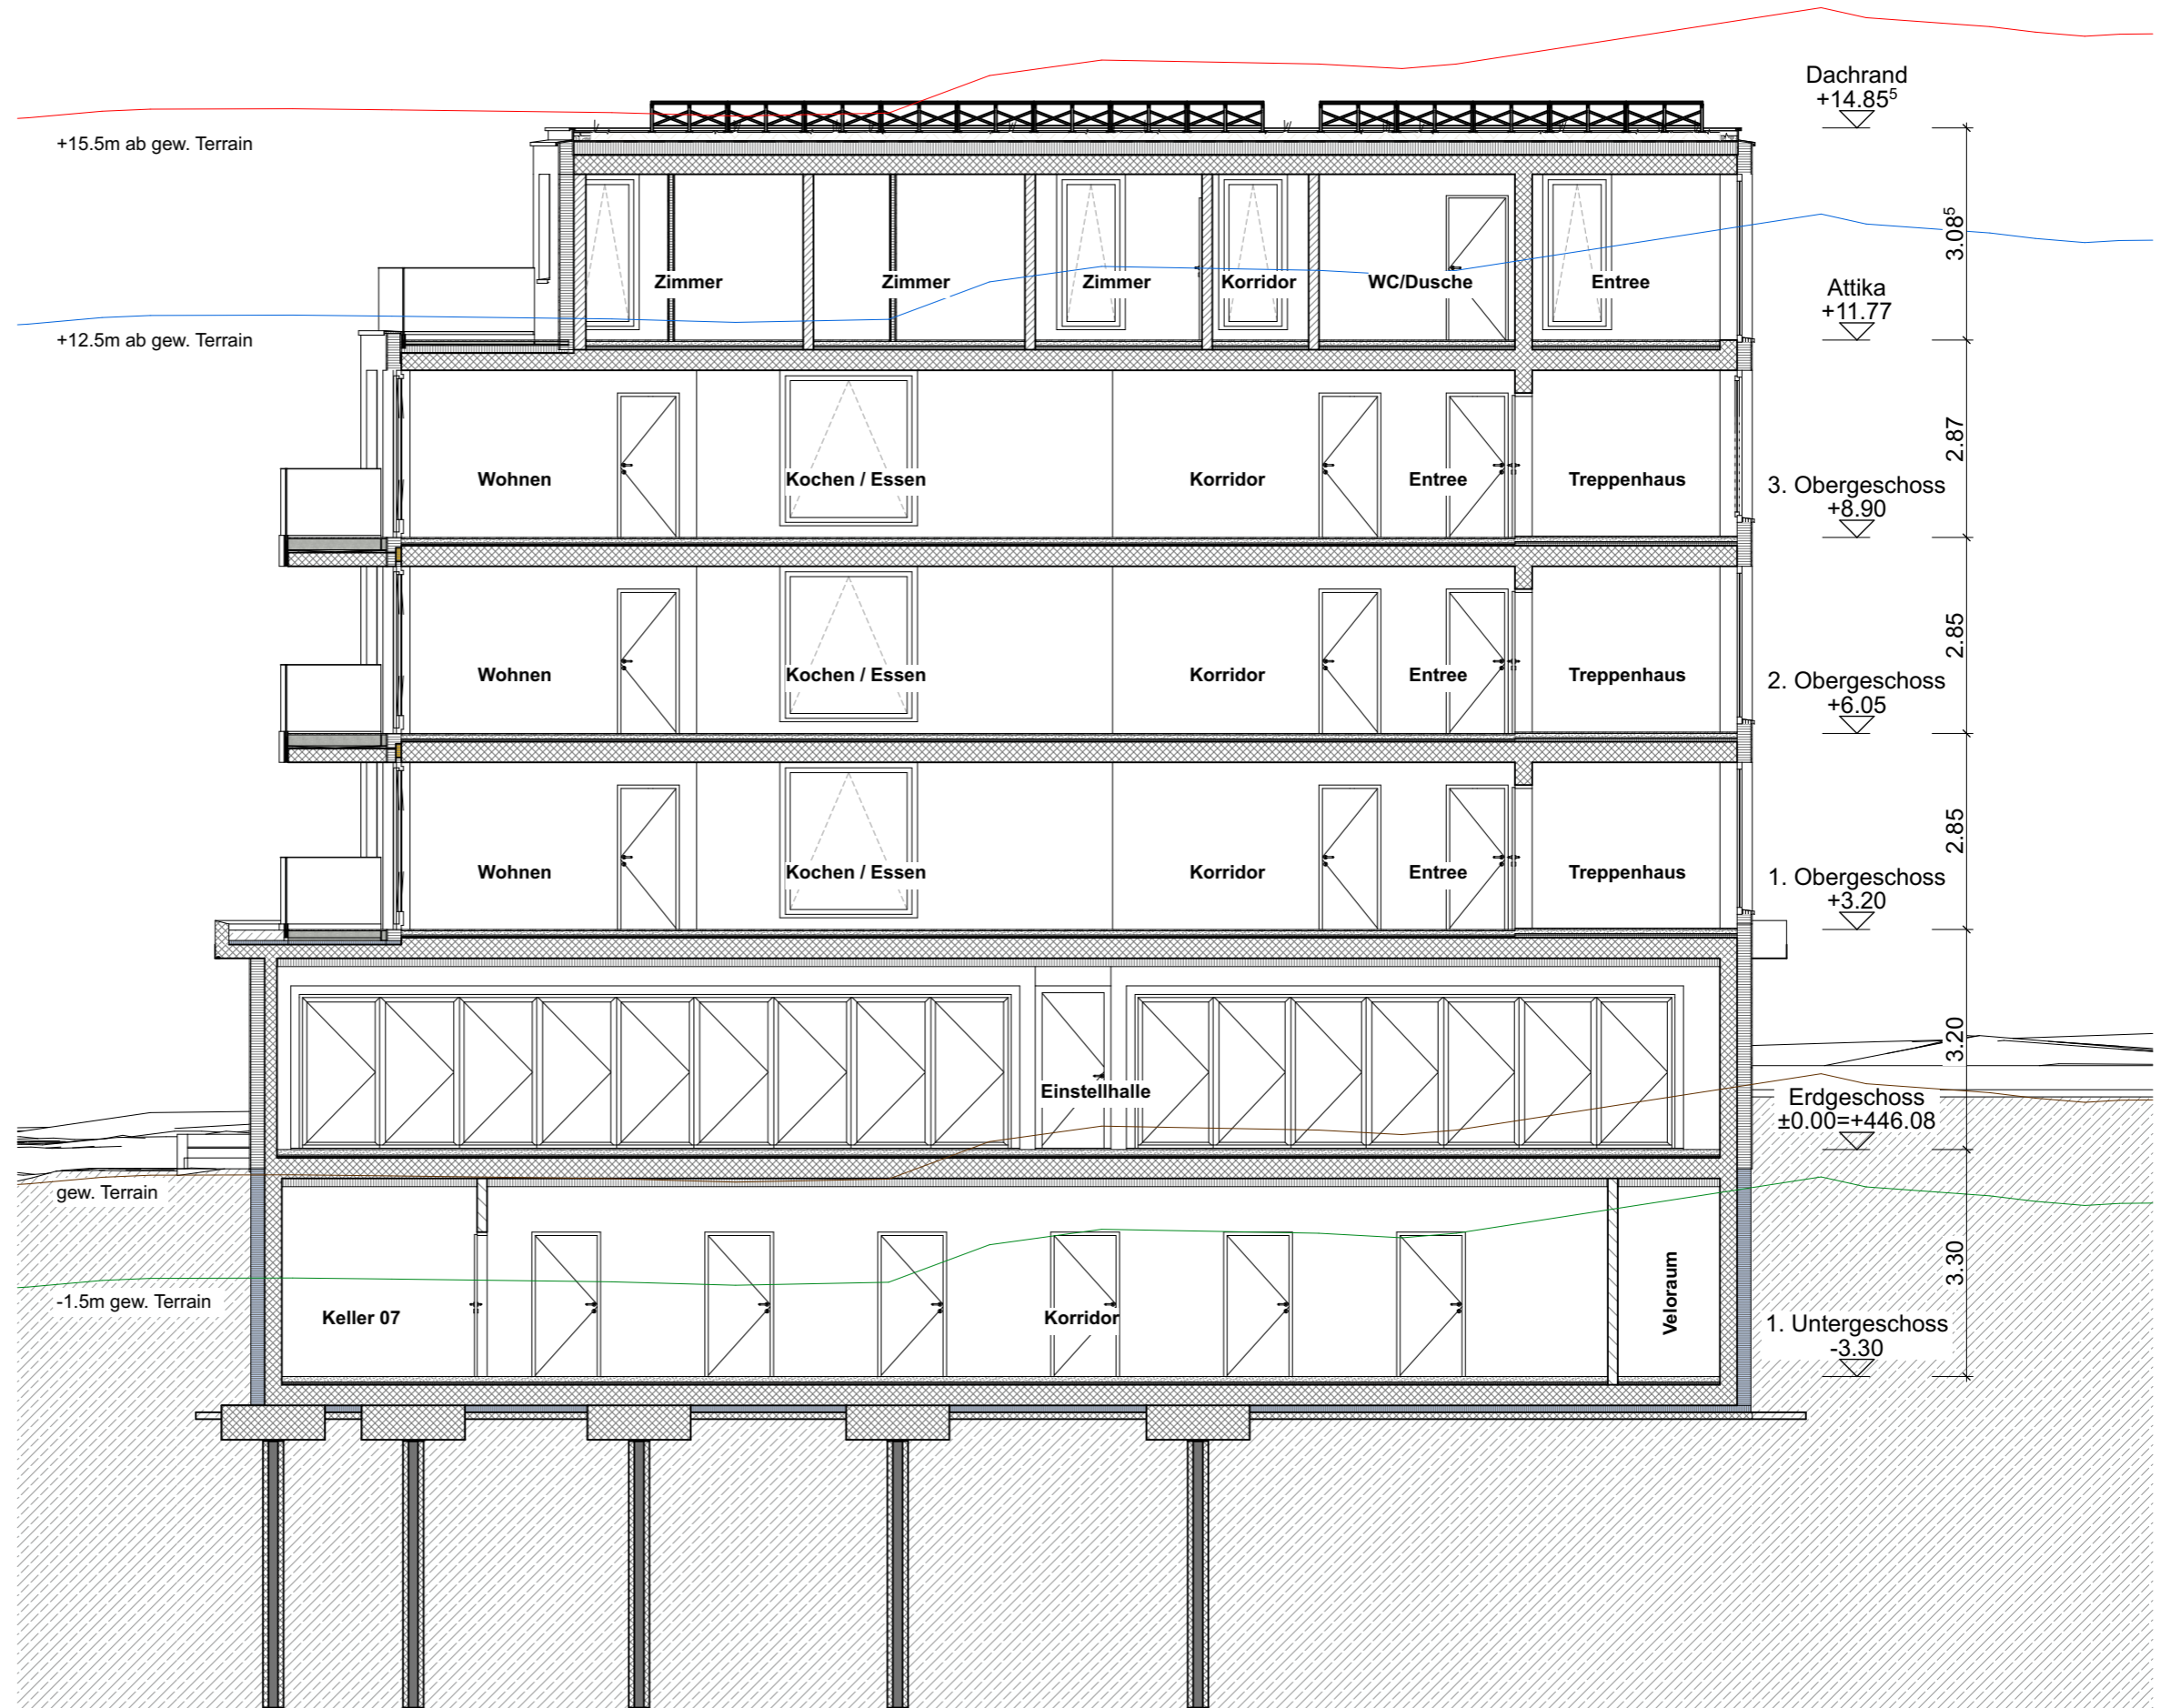 Dachrand
+14.85⁵
+15.5m ab gew. Terrain
3.08⁵
Zimmer
Zimmer
Zimmer
Korridor
WC/Dusche
Entree
Attika
+11.77
+12.5m ab gew. Terrain
2.87
Wohnen
Kochen / Essen
Korridor
Entree
Treppenhaus
3. Obergeschoss
+8.90
2.85
Wohnen
Kochen / Essen
Korridor
Entree
Treppenhaus
2. Obergeschoss
+6.05
2.85
Wohnen
Kochen / Essen
Korridor
Entree
Treppenhaus
1. Obergeschoss
+3.20
3.20
Einstellhalle
Erdgeschoss
±0.00=+446.08
gew. Terrain
3.30
-1.5m gew. Terrain
Keller 07
Korridor
Veloraum
1. Untergeschoss
-3.30